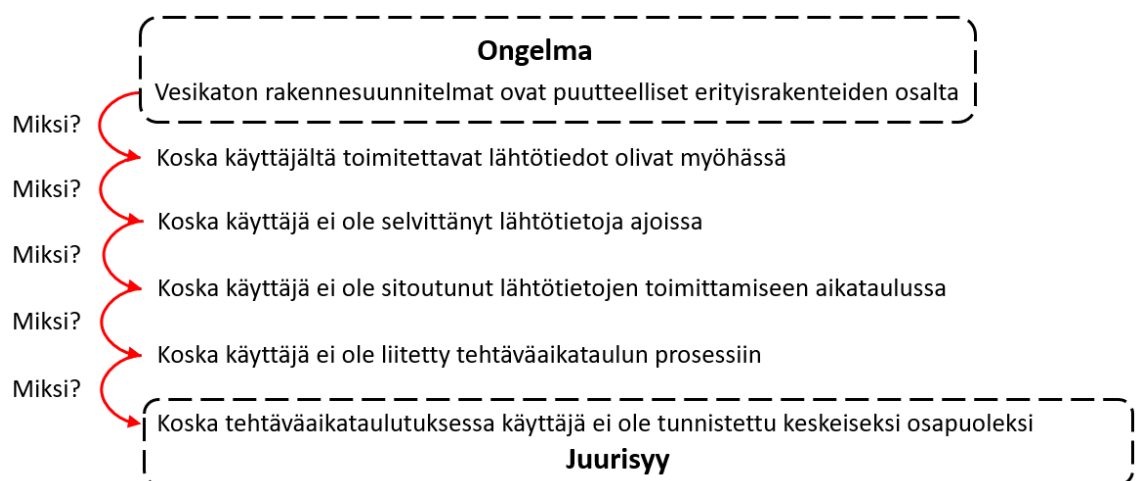 Ongelma
Vesikaton rakennesuunnitelmat ovat puutteelliset erityisrakenteiden osalta
Miksi?
Koska käyttäjältä toimitettavat lähtötiedot olivat myöhässä
Miksi?
Koska käyttäjä ei ole selvittänyt lähtötietoja ajoissa
Miksi?
Koska käyttäjä ei ole sitoutunut lähtötietojen toimittamiseen aikataulussa
Miksi?
Koska käyttäjä ei ole liitetty tehtäväaikataulun prosessiin
Miksi?
Koska tehtäväaikataulutuksessa käyttäjä ei ole tunnistettu keskeiseksi osapuoleksi
Juurisyy